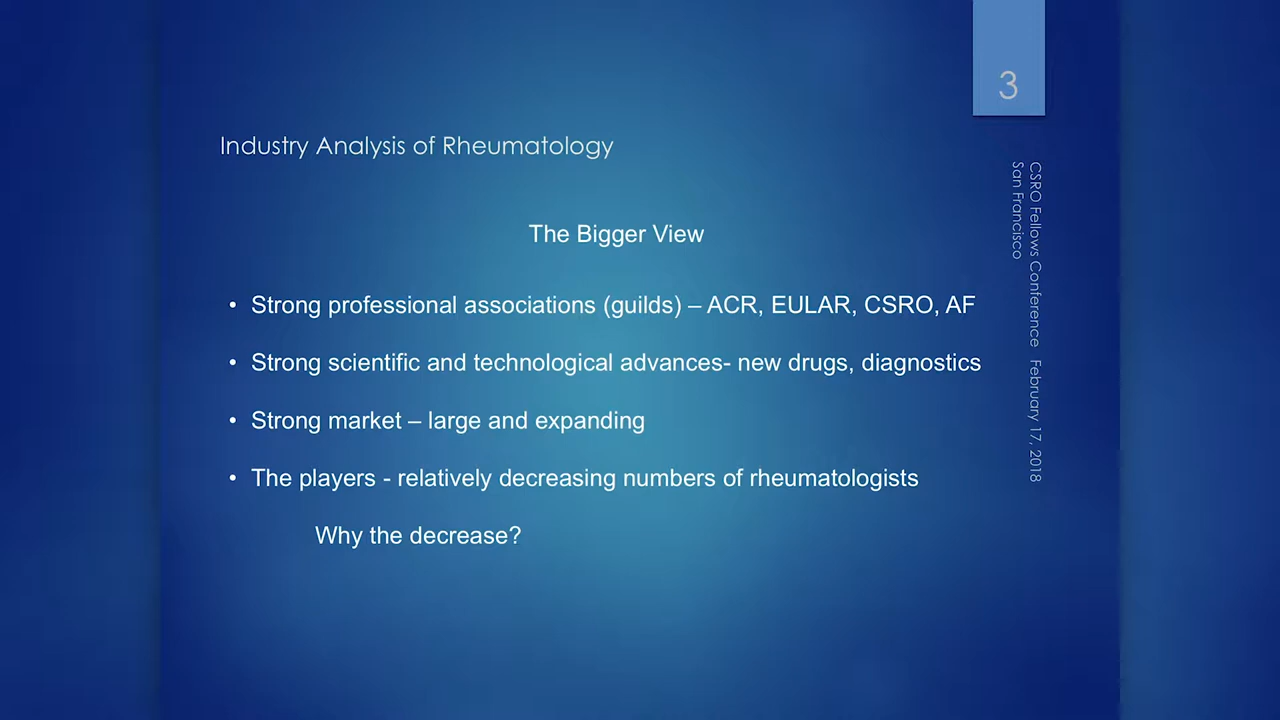 3
Industry Analysis of Rheumatology
The Bigger View
• Strong professional associations (guilds) – ACR, EULAR, CSRO, AF
• Strong scientific and technological advances- new drugs, diagnostics
• Strong market – large and expanding
• The players - relatively decreasing numbers of rheumatologists
Why the decrease?
CSRO Fellows Conference February 17, 2018
San Francisco